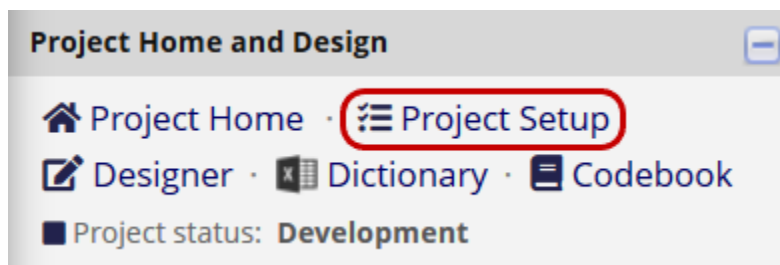 Project Home and Design
Project Home · Project Setup
Designer · Dictionary · Codebook
Project status: Development